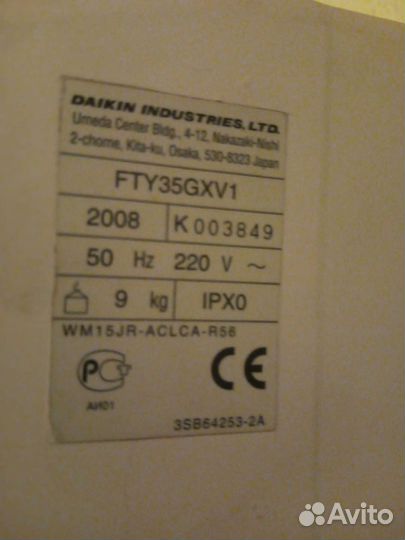 DAIKIN INDUSTRIES, LTD.
Umeda Center Bldg., 4-12, Nakazaki-Nishi
2-chome, Kita-ku, Osaka, 530-8323 Japan
FTY35GXV1
2008 K003849
50 Hz 220 V ~
9 kg IPX0
WM15JR-ACLCA-R56
PC CE
АЯ01
3SB64253-2A
Avito